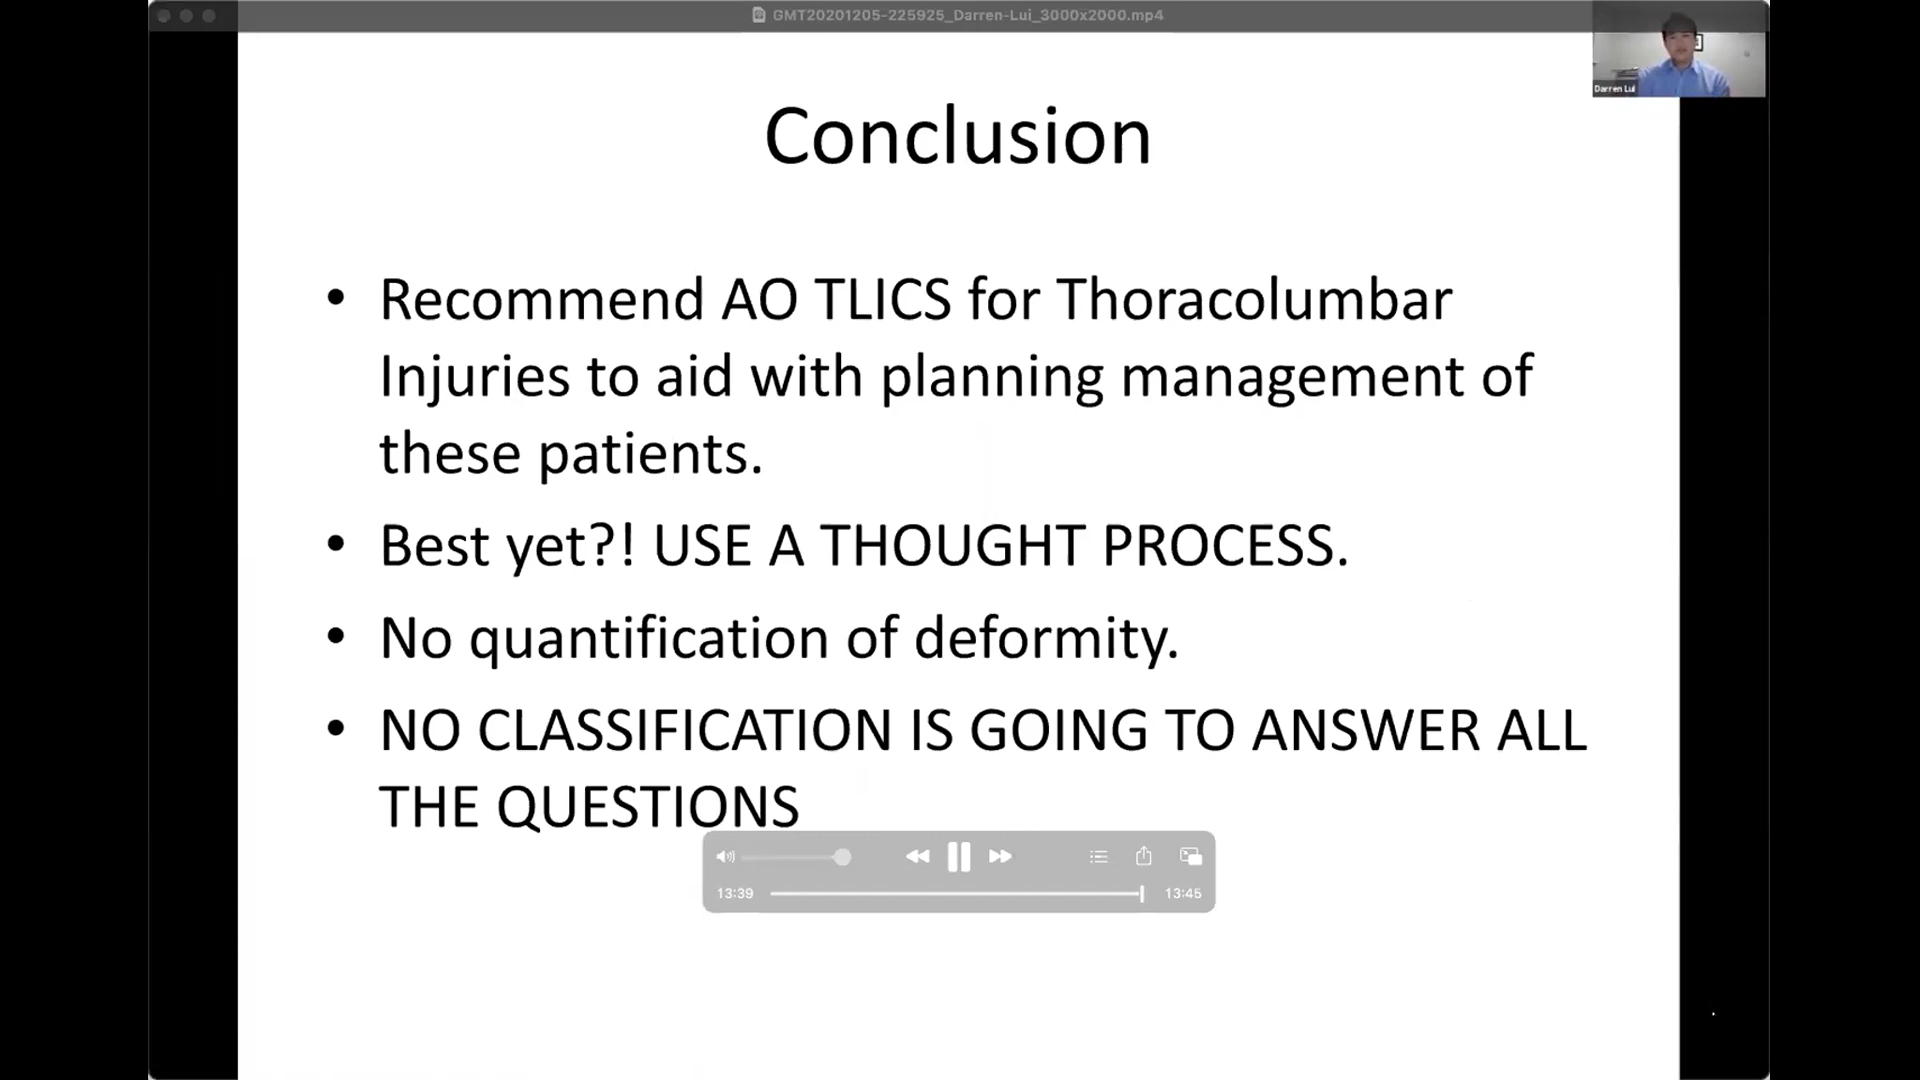 GMT20201205-225925_Darren-Lui_3000x2000.mp4
Darren Lui
Conclusion
• Recommend AO TLICS for Thoracolumbar
Injuries to aid with planning management of
these patients.
• Best yet?! USE A THOUGHT PROCESS.
• No quantification of deformity.
• NO CLASSIFICATION IS GOING TO ANSWER ALL
THE QUESTIONS
13:39
13:45